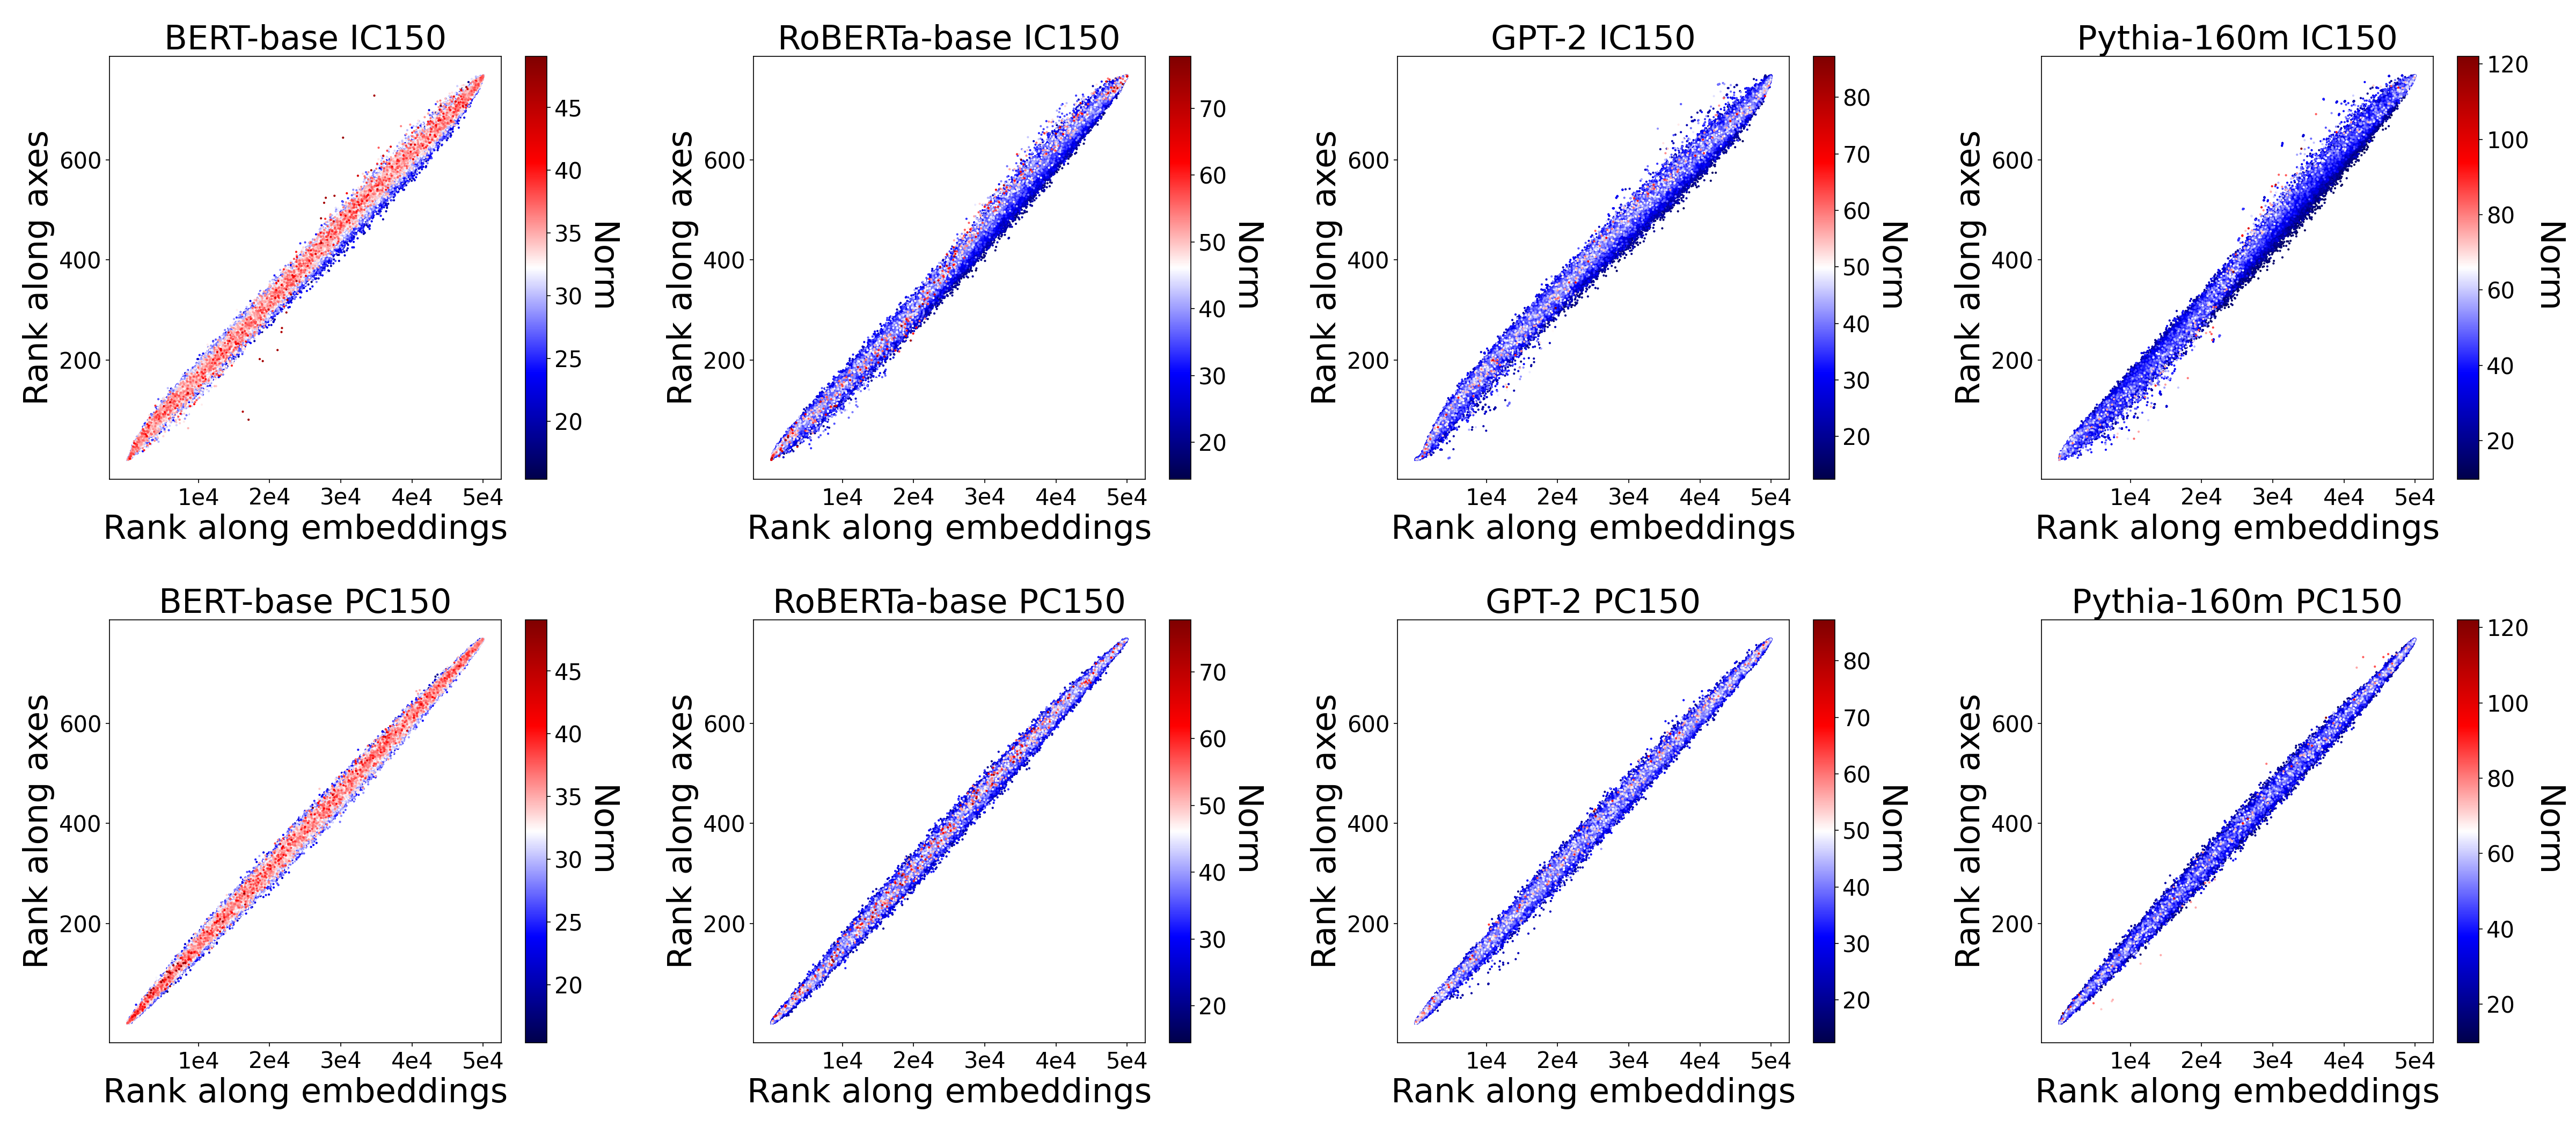 BERT-base IC150
Rank along axes
600
400
200
1e4 2e4 3e4 4e4 5e4
Rank along embeddings
45
40
35
30
25
20
Norm
RoBERTa-base IC150
Rank along axes
600
400
200
1e4 2e4 3e4 4e4 5e4
Rank along embeddings
70
60
50
40
30
20
Norm
GPT-2 IC150
Rank along axes
600
400
200
1e4 2e4 3e4 4e4 5e4
Rank along embeddings
80
70
60
50
40
30
20
Norm
Pythia-160m IC150
Rank along axes
600
400
200
1e4 2e4 3e4 4e4 5e4
Rank along embeddings
120
100
80
60
40
20
Norm
BERT-base PC150
Rank along axes
600
400
200
1e4 2e4 3e4 4e4 5e4
Rank along embeddings
45
40
35
30
25
20
Norm
RoBERTa-base PC150
Rank along axes
600
400
200
1e4 2e4 3e4 4e4 5e4
Rank along embeddings
70
60
50
40
30
20
Norm
GPT-2 PC150
Rank along axes
600
400
200
1e4 2e4 3e4 4e4 5e4
Rank along embeddings
80
70
60
50
40
30
20
Norm
Pythia-160m PC150
Rank along axes
600
400
200
1e4 2e4 3e4 4e4 5e4
Rank along embeddings
120
100
80
60
40
20
Norm